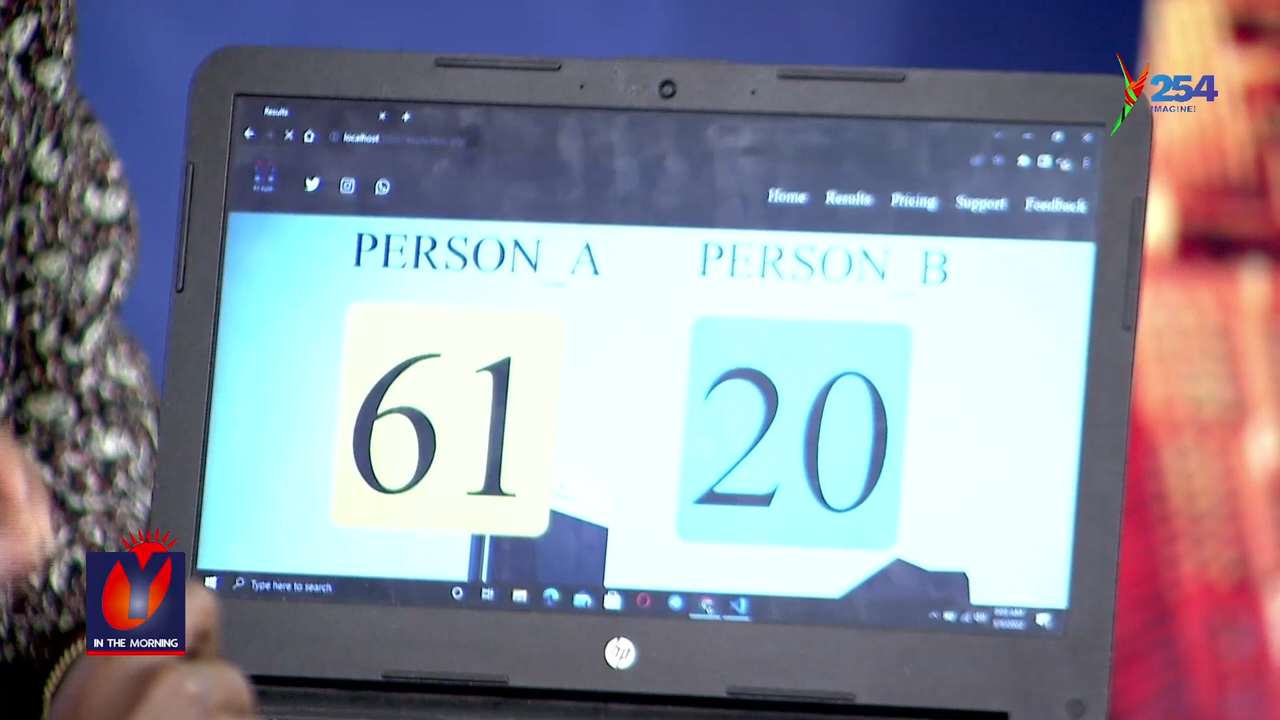 254
Y IMAGINE!
Results
localhost
Home Results Pricing Support Feedback
PERSON_A PERSON_B
61 20
Type here to search
hp
Y
IN THE MORNING